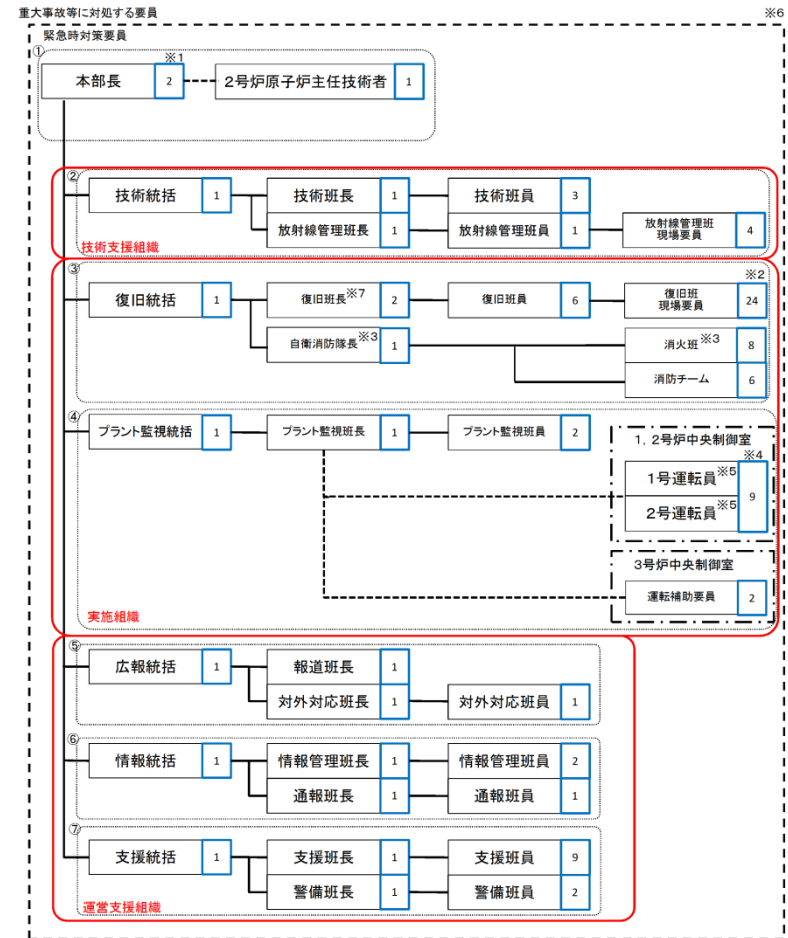 重大事故等に対処する要員
※6
緊急時対策要員
①
※1
本部長 2
2号炉原子炉主任技術者 1
②
技術統括 1
技術班長 1
技術班員 3
放射線管理班長 1
放射線管理班員 1
放射線管理班
現場要員
4
技術支援組織
③
※2
復旧統括 1
復旧班長※7 2
復旧班員 6
復旧班
現場要員
24
自衛消防隊長※3 1
消火班※3 8
消防チーム 6
④
プラント監視統括 1
プラント監視班長 1
プラント監視班員 2
1,2号炉中央制御室
※4
1号運転員※5
9
2号運転員※5
3号炉中央制御室
運転補助要員 2
実施組織
⑤
広報統括 1
報道班長 1
対外対応班長 1
対外対応班員 1
⑥
情報統括 1
情報管理班長 1
情報管理班員 2
通報班長 1
通報班員 1
⑦
支援統括 1
支援班長 1
支援班員 9
警備班長 1
警備班員 2
運営支援組織